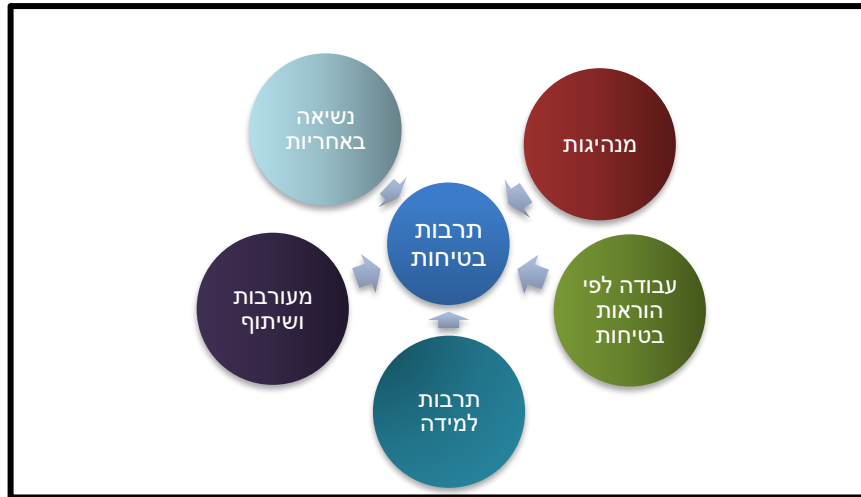 מנהיגות
נשיאה
באחריות
תרבות
בטיחות
עבודה לפי
הוראות
בטיחות
מעורבות
ושיתוף
תרבות
למידה